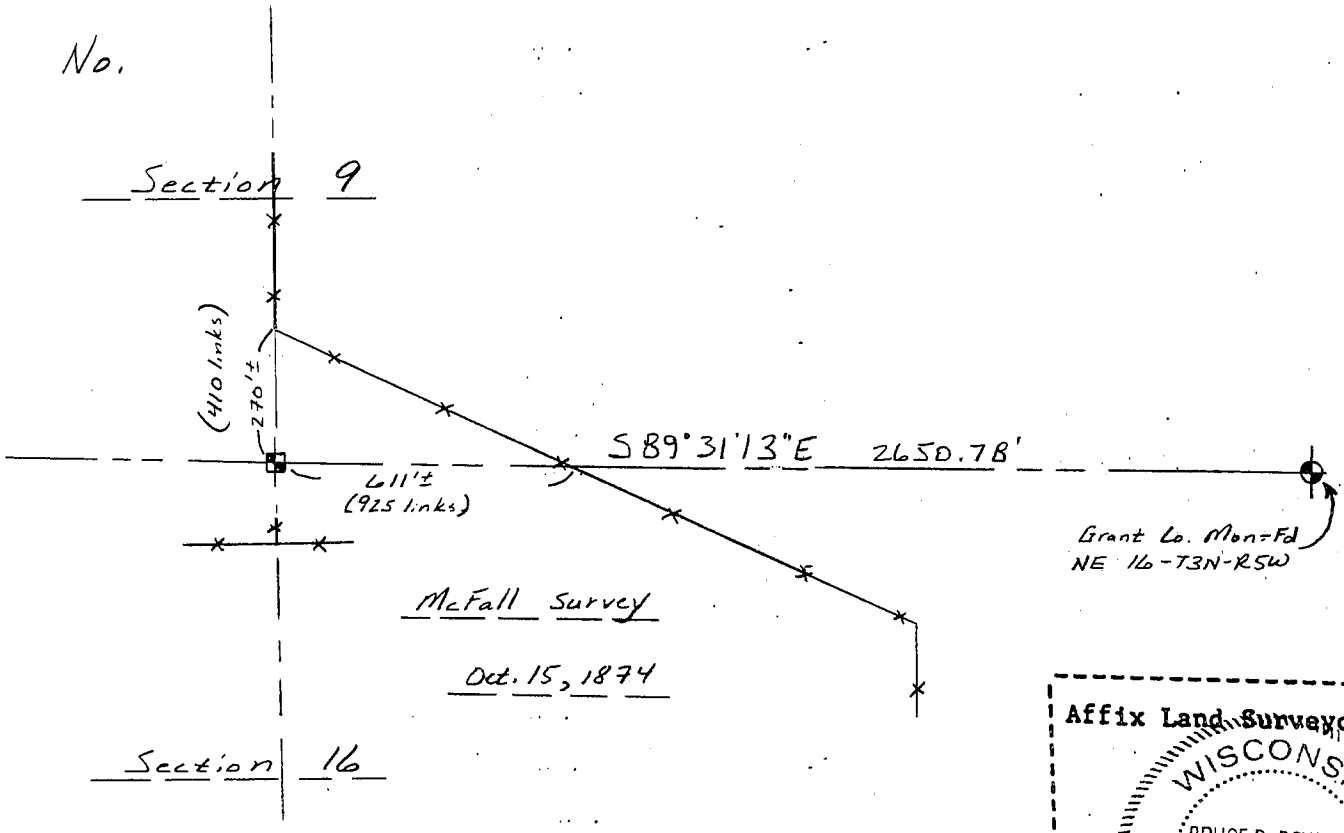 No.
Section 9
(410 links)
270'±
S89°31'13"E 2650.78'
611'±
(925 links)
Grant Co. Mon-Fd
NE 16-T3N-R5W
McFall Survey
Oct. 15, 1874
Section 16
Affix Land Surveyo
WISCONS